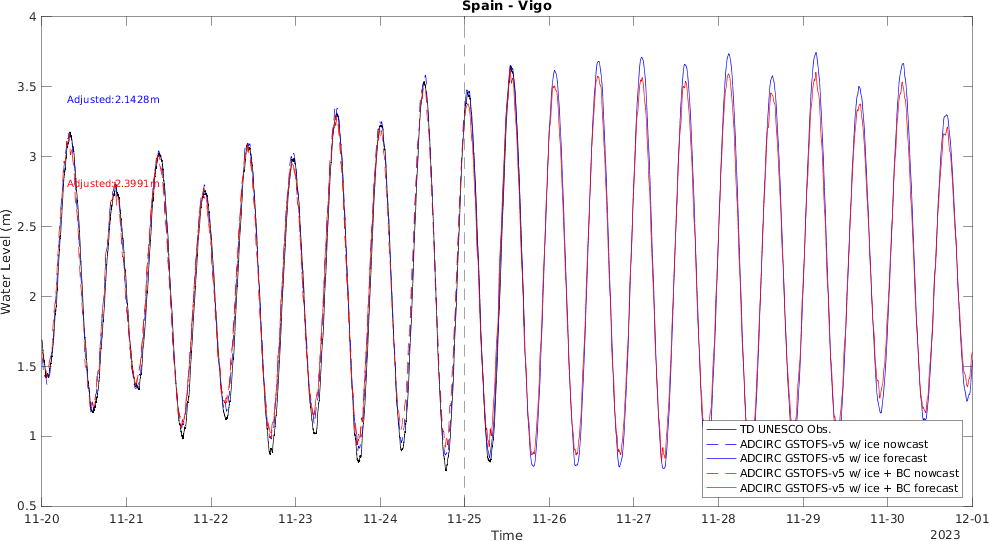 Spain - Vigo
4
3.5
3
2.5
2
1.5
1
0.5
Water Level (m)
Adjusted:2.1428m
Adjusted:2.3991m
TD UNESCO Obs.
ADCIRC GSTOFS-v5 w/ ice nowcast
ADCIRC GSTOFS-v5 w/ ice forecast
ADCIRC GSTOFS-v5 w/ ice + BC nowcast
ADCIRC GSTOFS-v5 w/ ice + BC forecast
11-20 11-21 11-22 11-23 11-24 11-25 11-26 11-27 11-28 11-29 11-30 12-01
Time
2023